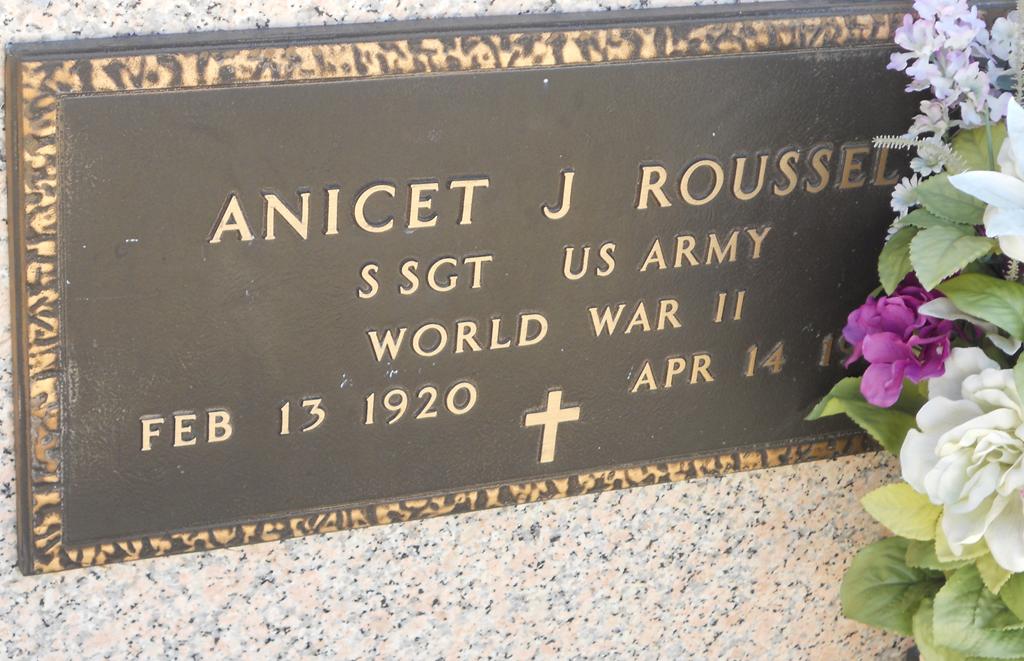 ANICET J ROUSSEL
S SGT US ARMY
WORLD WAR II
FEB 13 1920 APR 14